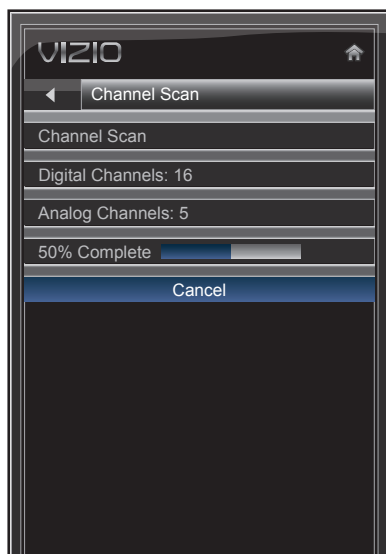 VIZIO
Channel Scan
Channel Scan
Digital Channels: 16
Analog Channels: 5
50% Complete
Cancel